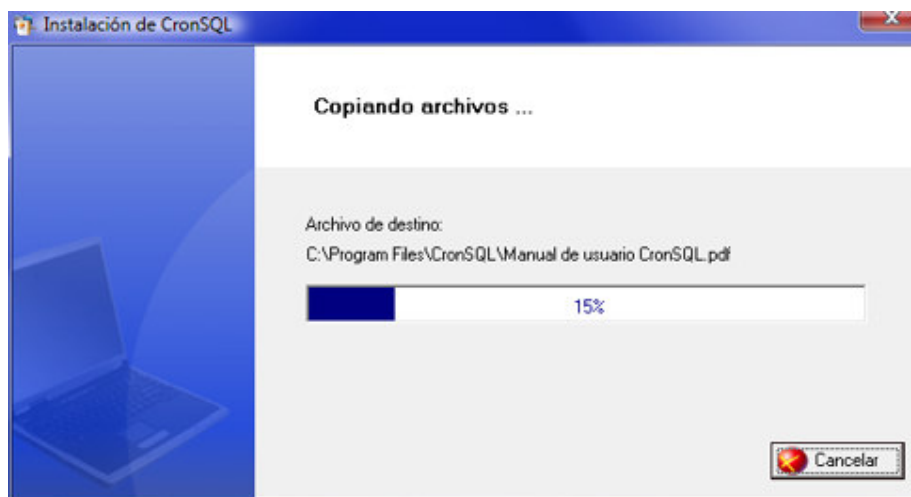 Instalación de CronSQL
Copiando archivos ...
Archivo de destino:
C:\Program Files\CronSQL\Manual de usuario CronSQL.pdf
15%
Cancelar